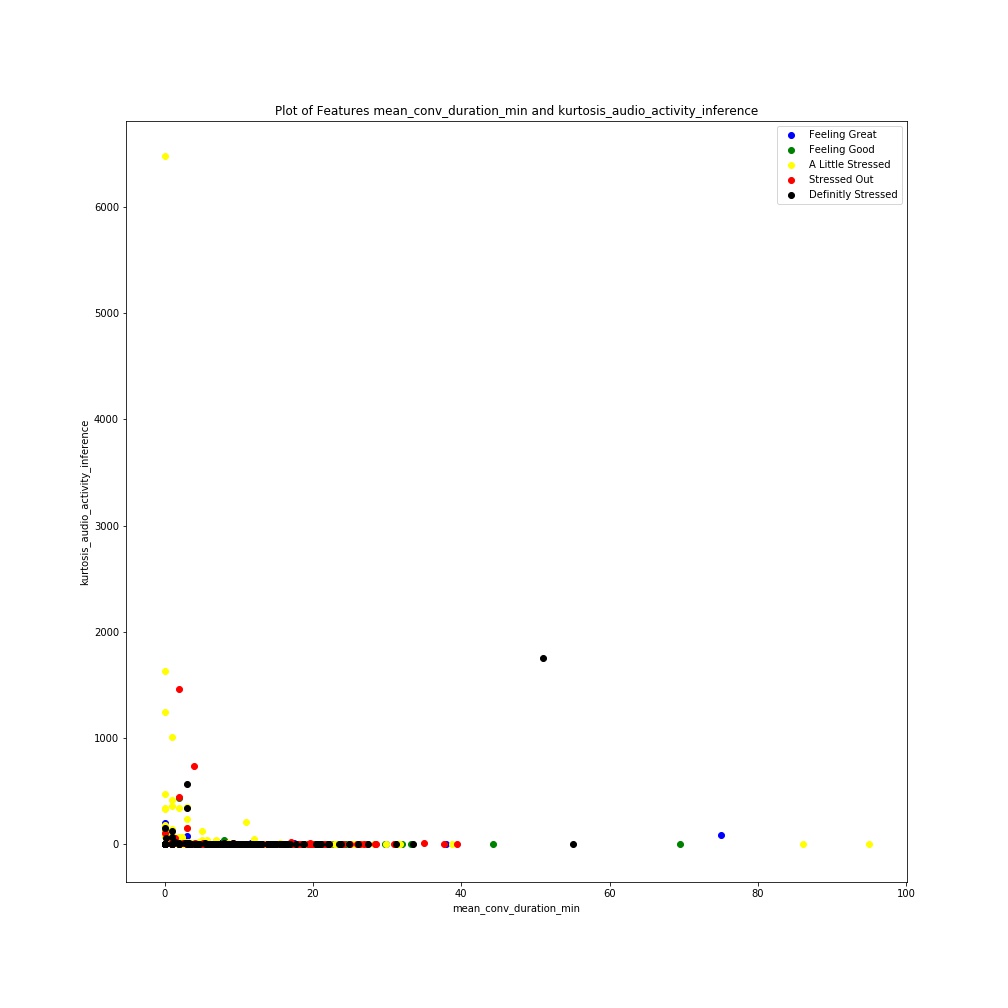 Plot of Features mean_conv_duration_min and kurtosis_audio_activity_inference
Feeling Great
Feeling Good
A Little Stressed
Stressed Out
Definitly Stressed
kurtosis_audio_activity_inference
6000
5000
4000
3000
2000
1000
0
0 20 40 60 80 100
mean_conv_duration_min